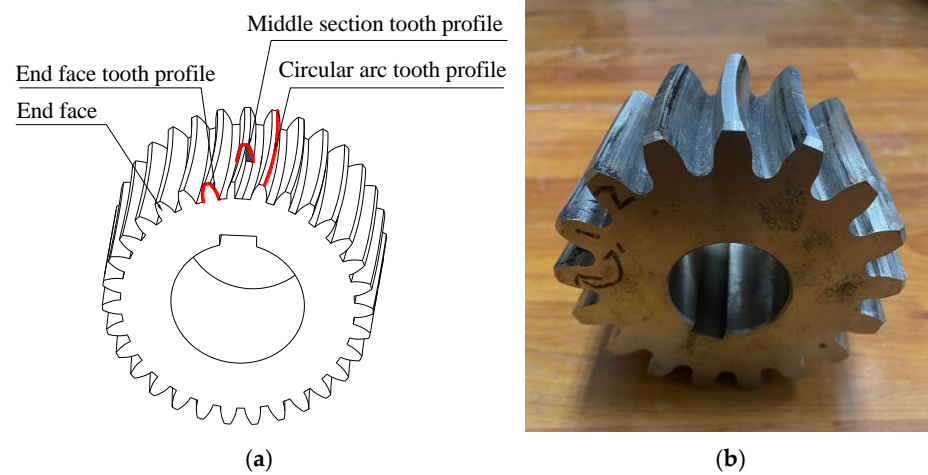 Middle section tooth profile
End face tooth profile
Circular arc tooth profile
End face
(a)
(b)